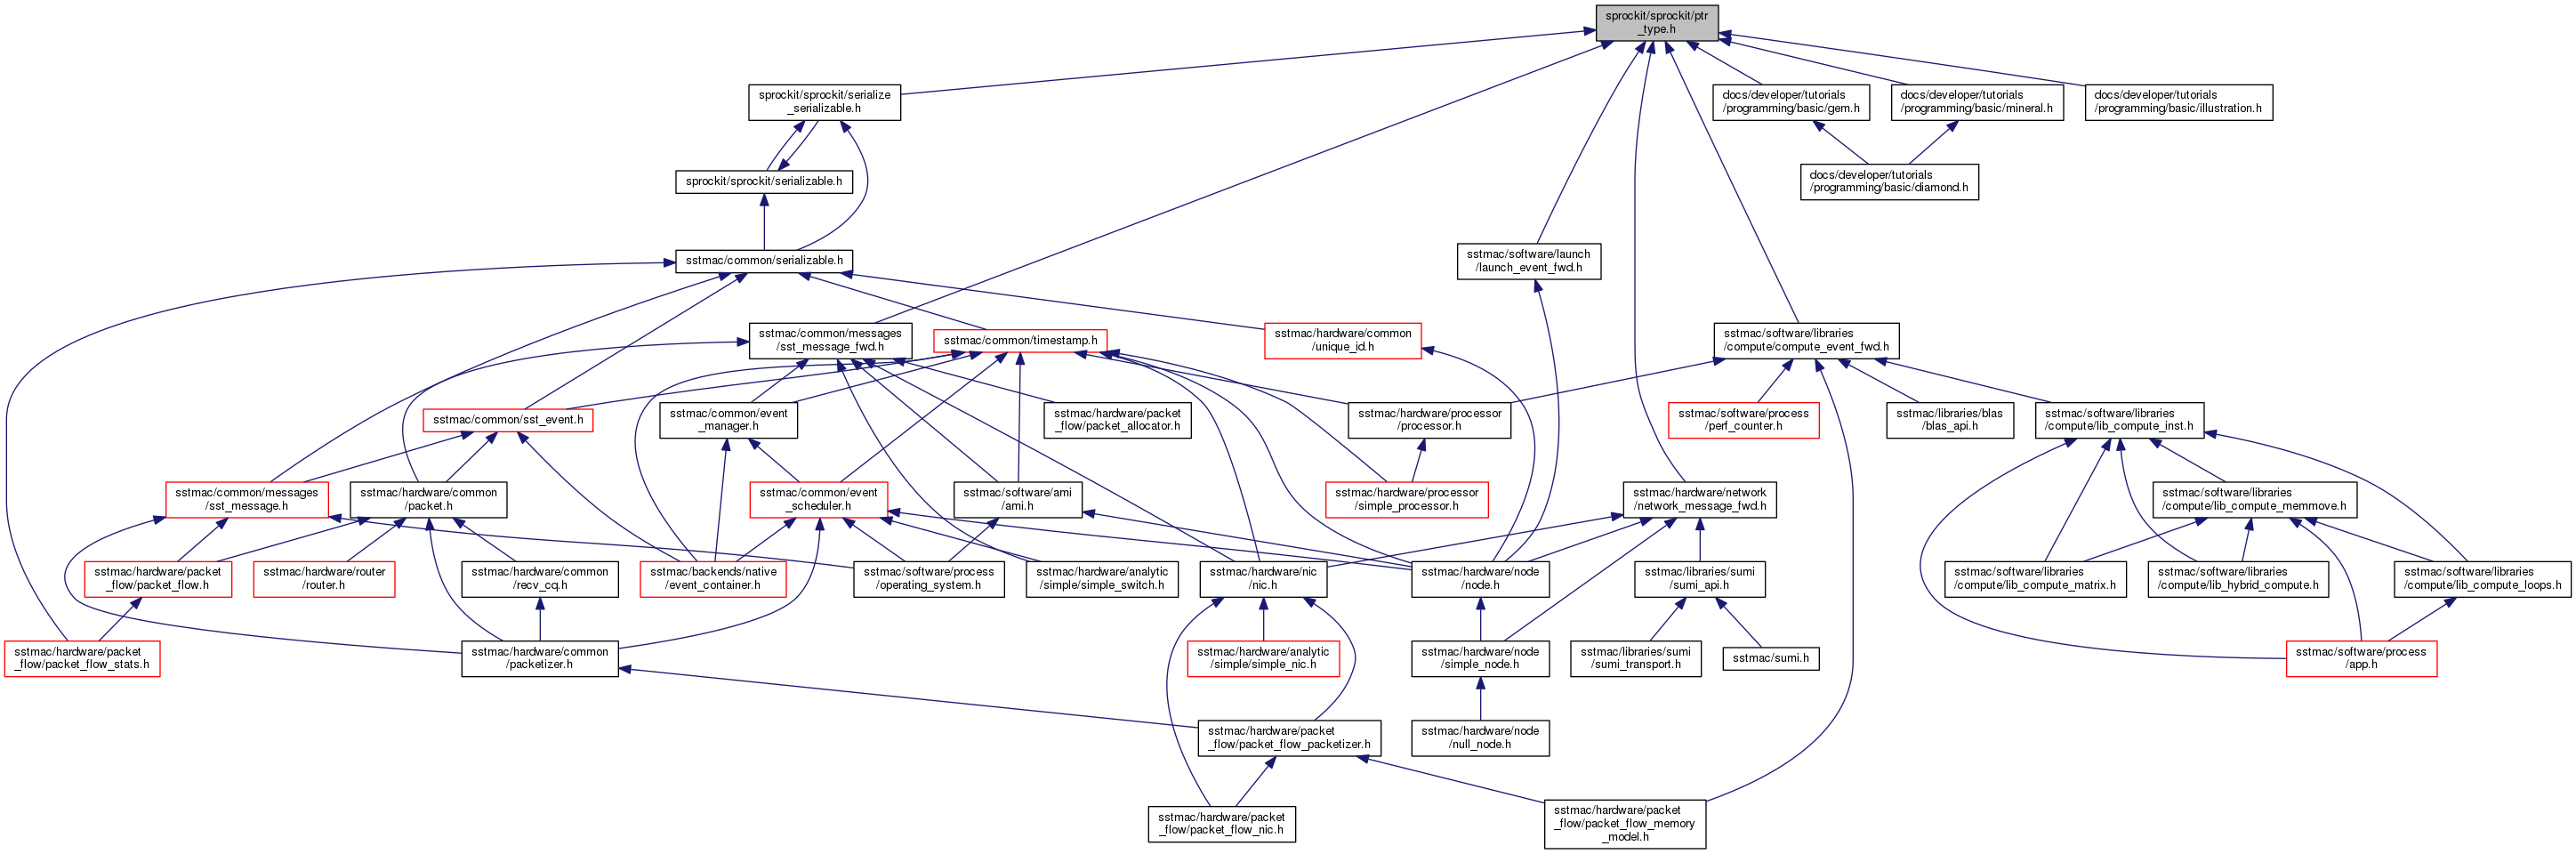 sprockit/sprockit/ptr
_type.h
sprockit/sprockit/serialize
_serializable.h
docs/developer/tutorials
/programming/basic/gem.h
docs/developer/tutorials
/programming/basic/mineral.h
docs/developer/tutorials
/programming/basic/illustration.h
sprockit/sprockit/serializable.h
docs/developer/tutorials
/programming/basic/diamond.h
sstmac/common/serializable.h
sstmac/software/launch
/launch_event_fwd.h
sstmac/common/messages
/sst_message_fwd.h
sstmac/common/timestamp.h
sstmac/hardware/common
/unique_id.h
sstmac/software/libraries
/compute/compute_event_fwd.h
sstmac/common/sst_event.h
sstmac/common/event
_manager.h
sstmac/hardware/packet
_flow/packet_allocator.h
sstmac/hardware/processor
/processor.h
sstmac/software/process
/perf_counter.h
sstmac/libraries/blas
/blas_api.h
sstmac/software/libraries
/compute/lib_compute_inst.h
sstmac/common/messages
/sst_message.h
sstmac/hardware/common
/packet.h
sstmac/common/event
_scheduler.h
sstmac/software/ami
/ami.h
sstmac/hardware/processor
/simple_processor.h
sstmac/hardware/network
/network_message_fwd.h
sstmac/software/libraries
/compute/lib_compute_memmove.h
sstmac/hardware/packet
_flow/packet_flow.h
sstmac/hardware/router
/router.h
sstmac/hardware/common
/recv_cq.h
sstmac/backends/native
/event_container.h
sstmac/software/process
/operating_system.h
sstmac/hardware/analytic
/simple/simple_switch.h
sstmac/hardware/nic
/nic.h
sstmac/hardware/node
/node.h
sstmac/libraries/sumi
/sumi_api.h
sstmac/software/libraries
/compute/lib_compute_matrix.h
sstmac/software/libraries
/compute/lib_hybrid_compute.h
sstmac/software/libraries
/compute/lib_compute_loops.h
sstmac/hardware/packet
_flow/packet_flow_stats.h
sstmac/hardware/common
/packetizer.h
sstmac/hardware/analytic
/simple/simple_nic.h
sstmac/hardware/node
/simple_node.h
sstmac/libraries/sumi
/sumi_transport.h
sstmac/sumi.h
sstmac/software/process
/app.h
sstmac/hardware/packet
_flow/packet_flow_packetizer.h
sstmac/hardware/node
/null_node.h
sstmac/hardware/packet
_flow/packet_flow_nic.h
sstmac/hardware/packet
_flow/packet_flow_memory
_model.h